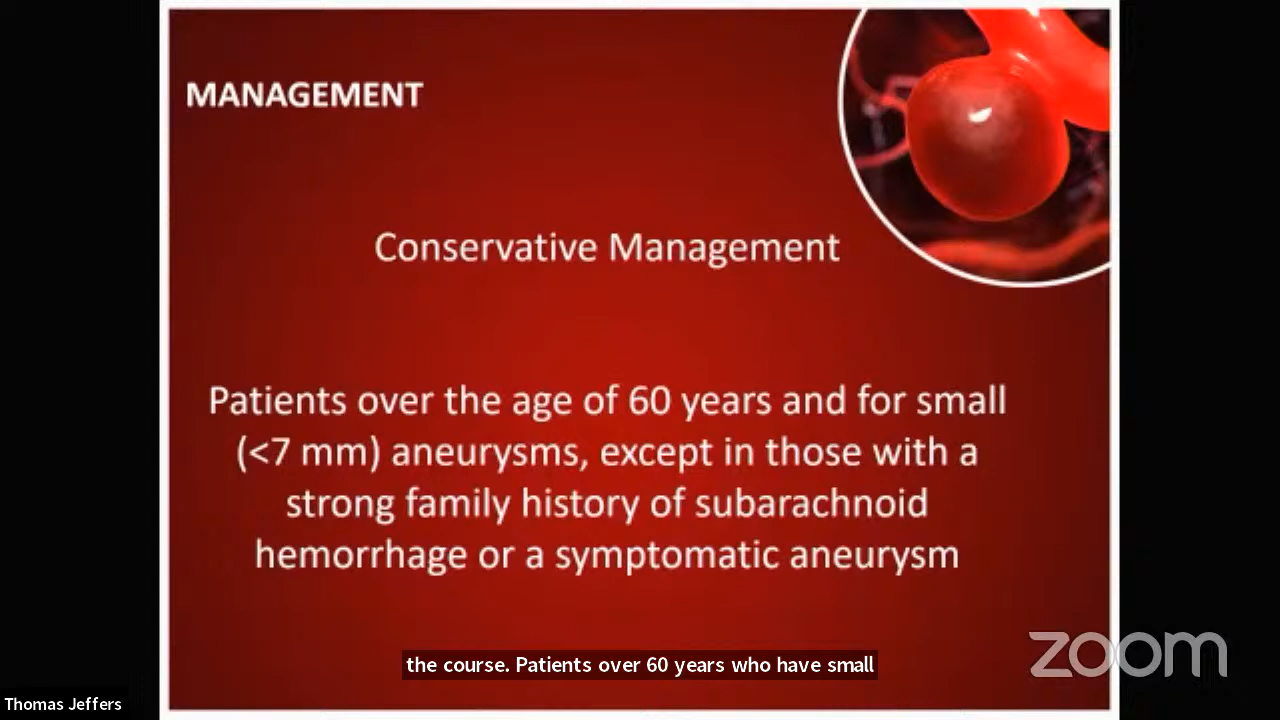 MANAGEMENT
Conservative Management
Patients over the age of 60 years and for small
(<7 mm) aneurysms, except in those with a
strong family history of subarachnoid
hemorrhage or a symptomatic aneurysm
the course. Patients over 60 years who have small
zoom
Thomas Jeffers